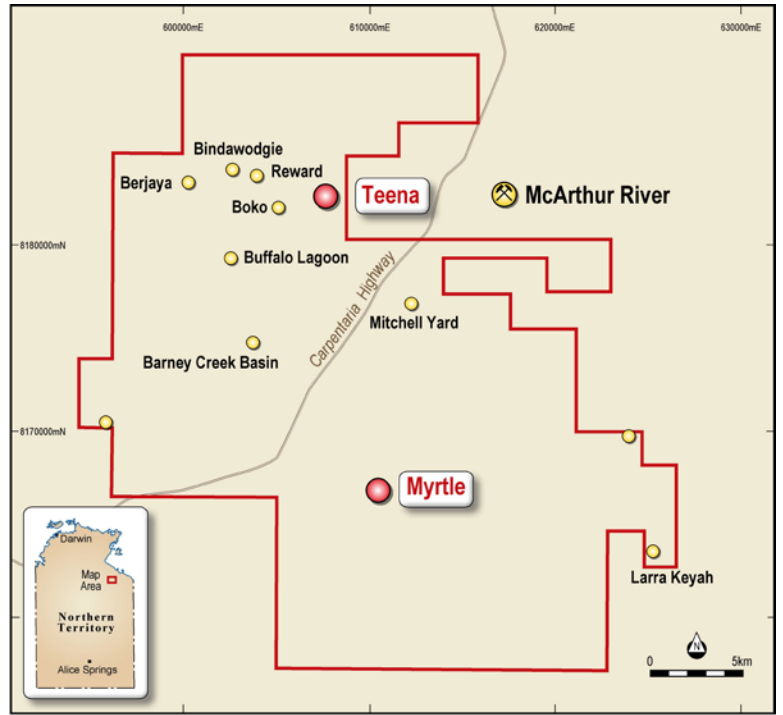 600000mE
610000mE
620000mE
630000mE
Bindawodgie
Reward
Berjaya
Boko
Teena
McArthur River
8180000mN
Buffalo Lagoon
Carpentaria Highway
Mitchell Yard
Barney Creek Basin
8170000mN
Myrtle
Darwin
Map
Area
Northern
Territory
Alice Springs
Larra Keyah
N
0 5km